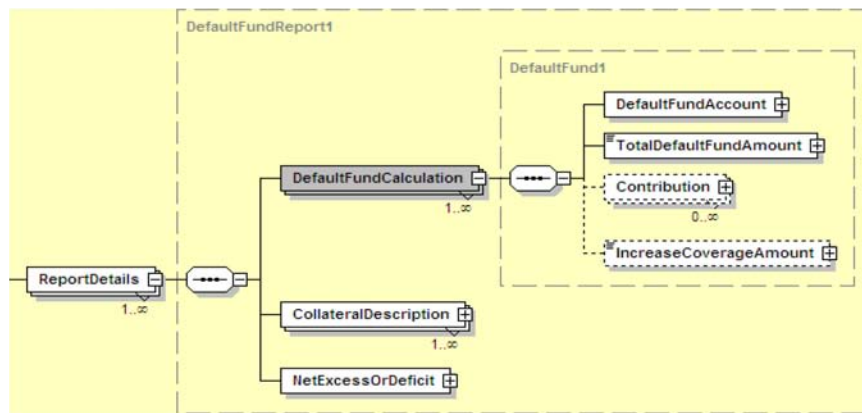 DefaultFundReport1
DefaultFund1
DefaultFundAccount
TotalDefaultFundAmount
DefaultFundCalculation
1..∞
Contribution
0..∞
IncreaseCoverageAmount
ReportDetails
1..∞
CollateralDescription
1..∞
NetExcessOrDeficit